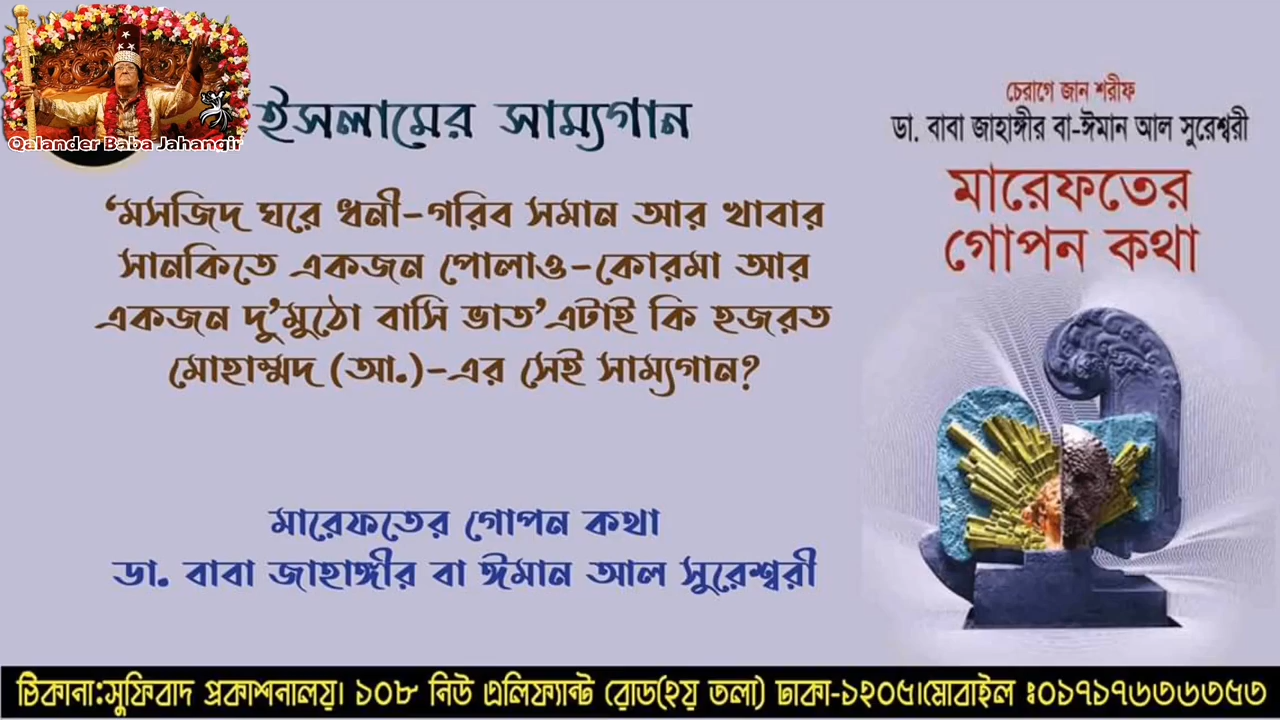 Qalander Baba Jahangir
ইসলামের সাম্যগান
‘মসজিদ ঘরে ধনী-গরিব সমান আর খাবার
সানকিতে একজন পোলাও-কোরমা আর
একজন দু’মুঠো বাসি ভাত’এটাই কি হজরত
মোহাম্মদ (আ.)-এর সেই সাম্যগান?
মারেফতের গোপন কথা
ডা. বাবা জাহাঙ্গীর বা ঈমান আল সুরেশ্বরী
চেরাগে জান শরীফ
ডা. বাবা জাহাঙ্গীর বা-ঈমান আল সুরেশ্বরী
মারেফতের
গোপন কথা
ঠিকানা:সুফিবাদ প্রকাশনালয়। ১০৮ নিউ এলিফ্যান্ট রোড(২য় তলা) ঢাকা-১২০৫।মোবাইল ঃ০১৭১৭৬৩৬৩৫৩